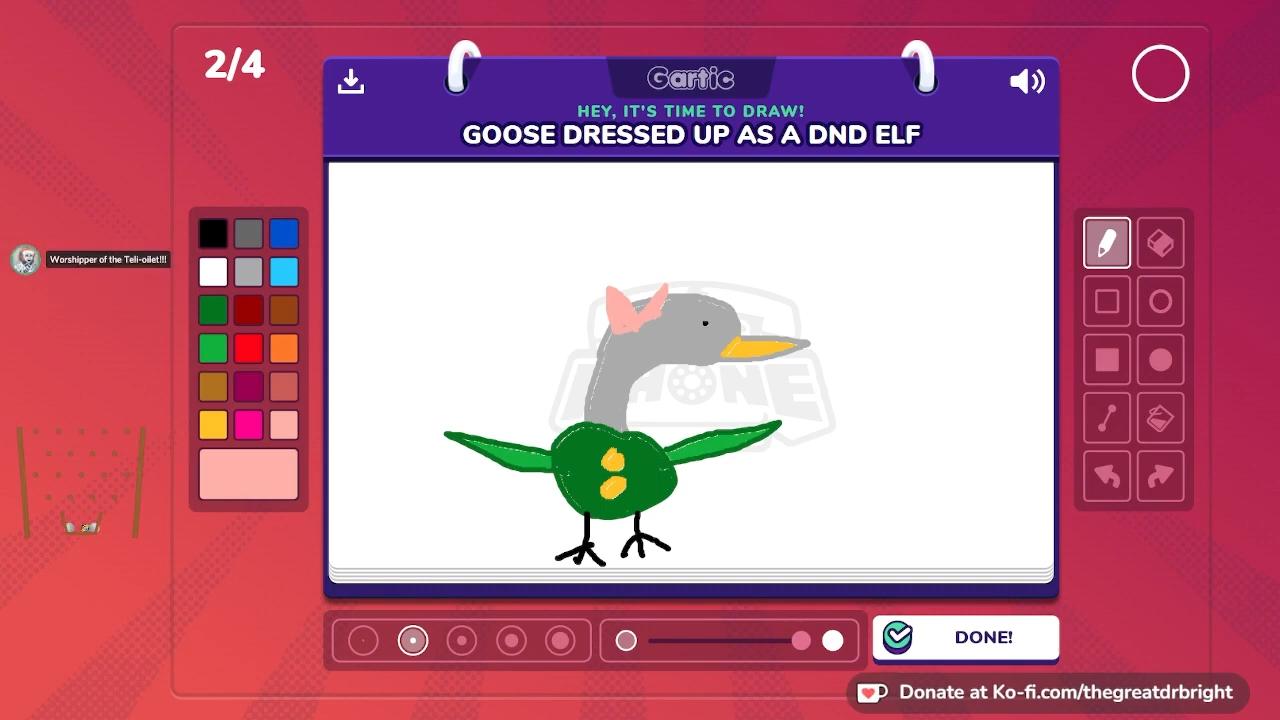 2/4
Gartic
HEY, IT'S TIME TO DRAW!
GOOSE DRESSED UP AS A DND ELF
Worshipper of the Teli-oilet!!!
PHONE
DONE!
Donate at Ko-fi.com/thegreatdrbright